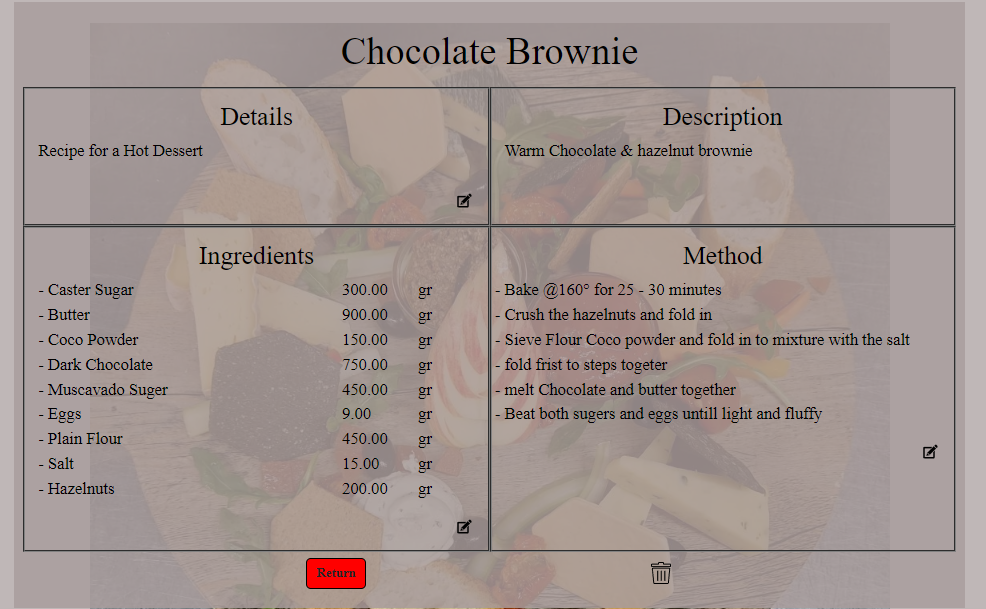 Chocolate Brownie
Details
Recipe for a Hot Dessert
Description
Warm Chocolate & hazelnut brownie
Ingredients
- Caster Sugar 300.00 gr
- Butter 900.00 gr
- Coco Powder 150.00 gr
- Dark Chocolate 750.00 gr
- Muscavado Suger 450.00 gr
- Eggs 9.00 gr
- Plain Flour 450.00 gr
- Salt 15.00 gr
- Hazelnuts 200.00 gr
Method
- Bake @160° for 25 - 30 minutes
- Crush the hazelnuts and fold in
- Sieve Flour Coco powder and fold in to mixture with the salt
- fold frist to steps togeter
- melt Chocolate and butter together
- Beat both sugers and eggs untill light and fluffy
Return